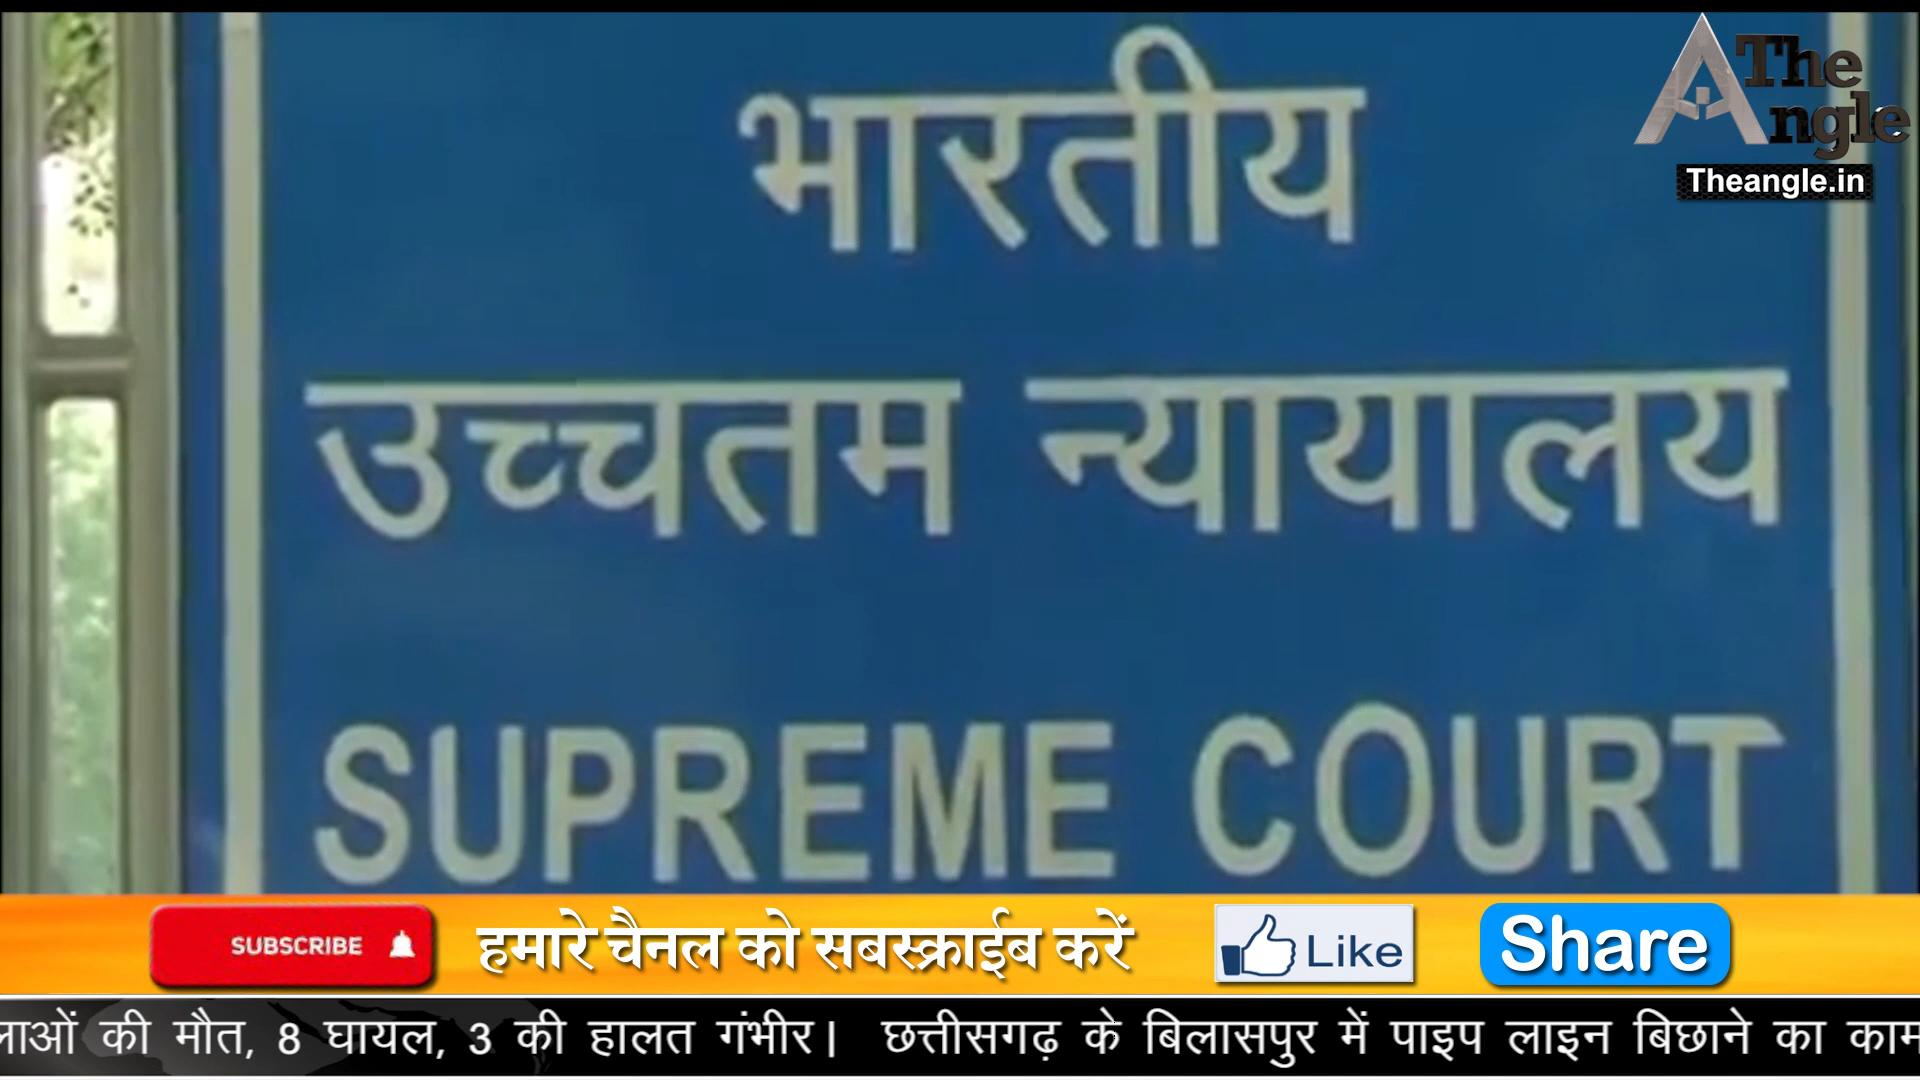 भारतीय
उच्चतम न्यायालय
SUPREME COURT
The
Angle
Theangle.in
SUBSCRIBE
हमारे चैनल को सबस्क्राईब करें
Like
Share
की मौत, 8 घायल, 3 की हालत गंभीर| छत्तीसगढ़ के बिलासपुर में पाइप लाइन बिछाने का काम